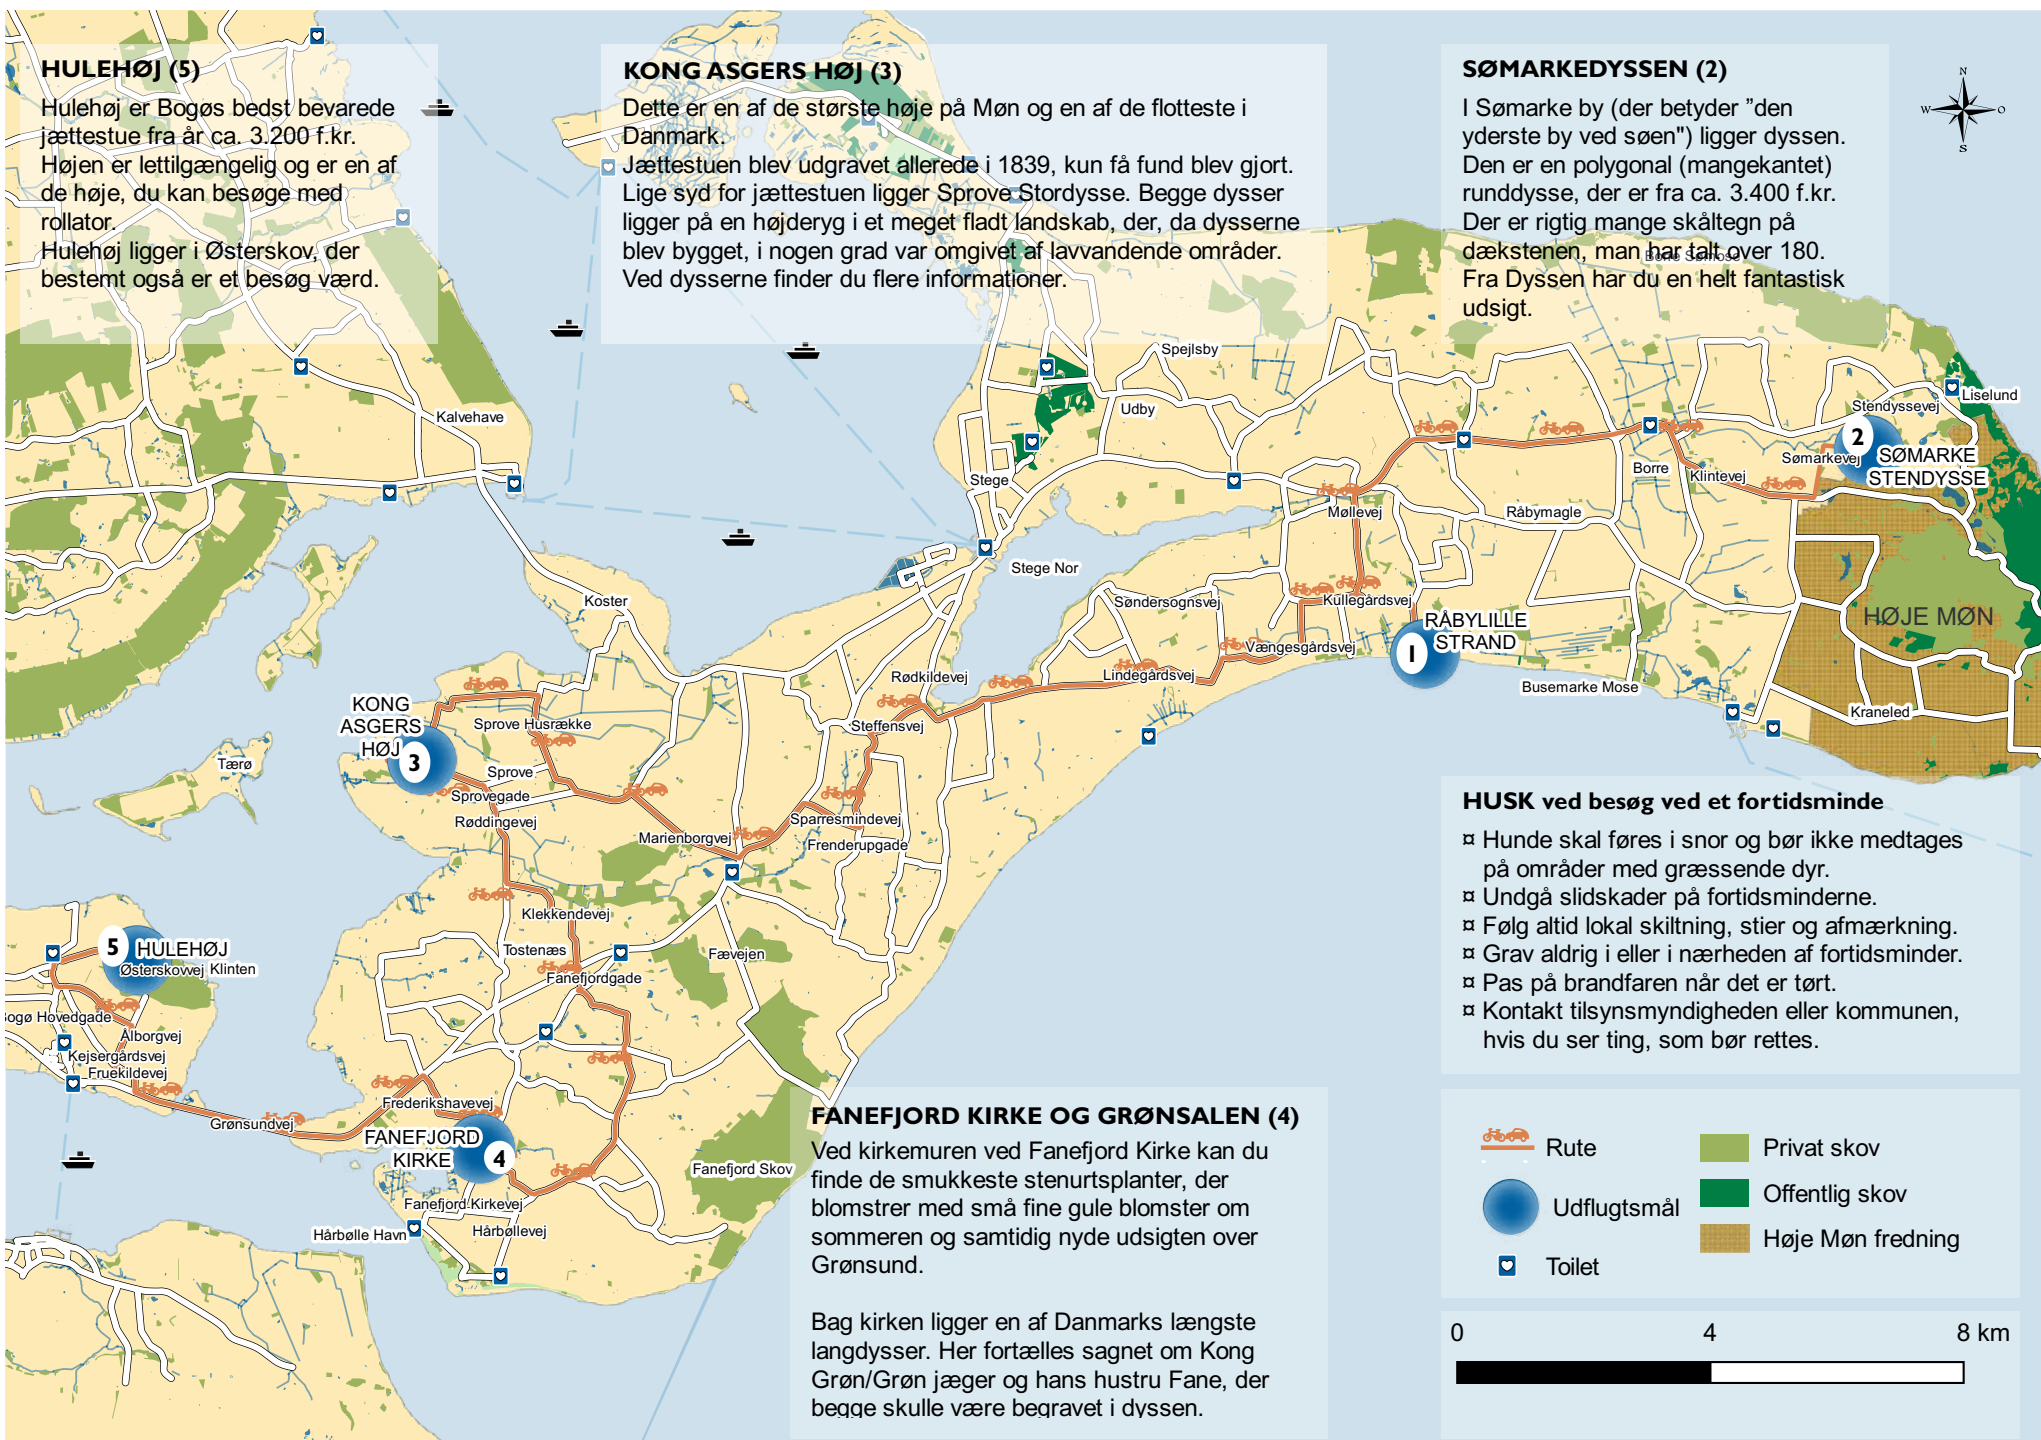 HULEHØJ (5)
Hulehøj er Bogøs bedst bevarede
jættestue fra år ca. 3.200 f.kr.
Højen er lettilgængelig og er en af
de høje, du kan besøge med
rollator.
Hulehøj ligger i Østerskov, der
bestemt også er et besøg værd.
KONG ASGERS HØJ (3)
Dette er en af de største høje på Møn og en af de flotteste i
Danmark.
Jættestuen blev udgravet allerede i 1839, kun få fund blev gjort.
Lige syd for jættestuen ligger Sprove Stordysse. Begge dysser
ligger på en højderyg i et meget fladt landskab, der, da dysserne
blev bygget, i nogen grad var omgivet af lavvandende områder.
Ved dysserne finder du flere informationer.
SØMARKEDYSSEN (2)
I Sømarke by (der betyder "den
yderste by ved søen") ligger dyssen.
Den er en polygonal (mangekantet)
runddysse, der er fra ca. 3.400 f.kr.
Der er rigtig mange skåltegn på
dækstenen, man har talt over 180.
Fra Dyssen har du en helt fantastisk
udsigt.
Borre Sømose
N
W
O
S
Kalvehave
Spejlsby
Udby
Stege
Stege Nor
Koster
Liselund
Stendyssevej
2
SØMARKE
STENDYSSE
Sømarkevej
Borre
Klintevej
Råbymagle
Møllevej
Kullegårdsvej
Søndersognsvej
Vængesgårdsvej
Lindegårdsvej
RÅBYLILLE
STRAND
1
HØJE MØN
Busemarke Mose
Kraneled
Rødkildevej
Steffensvej
KONG
ASGERS
HØJ
3
Sprove Husrække
Sprove
Sprovegade
Røddingevej
Tærø
Marienborgvej
Sparresmindevej
Frenderupgade
Klekkendevej
Tostenæs
Fanefjordgade
Fævejen
5
HULEHØJ
Østerskovvej
Klinten
Bogø Hovedgade
Ålborgvej
Kejsergårdsvej
Fruekildevej
Grønsundvej
Frederikshavevej
FANEFJORD
KIRKE
4
Fanefjord Kirkevej
Hårbølle Havn
Hårbøllevej
Fanefjord Skov
FANEFJORD KIRKE OG GRØNSALEN (4)
Ved kirkemuren ved Fanefjord Kirke kan du
finde de smukkeste stenurtsplanter, der
blomstrer med små fine gule blomster om
sommeren og samtidig nyde udsigten over
Grønsund.
Bag kirken ligger en af Danmarks længste
langdysser. Her fortælles sagnet om Kong
Grøn/Grøn jæger og hans hustru Fane, der
begge skulle være begravet i dyssen.
HUSK ved besøg ved et fortidsminde
¤ Hunde skal føres i snor og bør ikke medtages
på områder med græssende dyr.
¤ Undgå slidskader på fortidsminderne.
¤ Følg altid lokal skiltning, stier og afmærkning.
¤ Grav aldrig i eller i nærheden af fortidsminder.
¤ Pas på brandfaren når det er tørt.
¤ Kontakt tilsynsmyndigheden eller kommunen,
hvis du ser ting, som bør rettes.
Rute
Udflugtsmål
Toilet
Privat skov
Offentlig skov
Høje Møn fredning
0 4 8 km